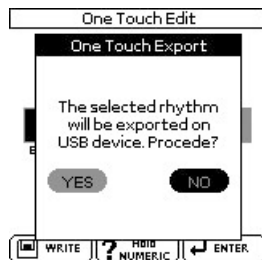 One Touch Edit
One Touch Export
The selected rhythm
will be exported on
USB device. Procede?
YES NO
E
WRITE ? HOLD NUMERIC ENTER